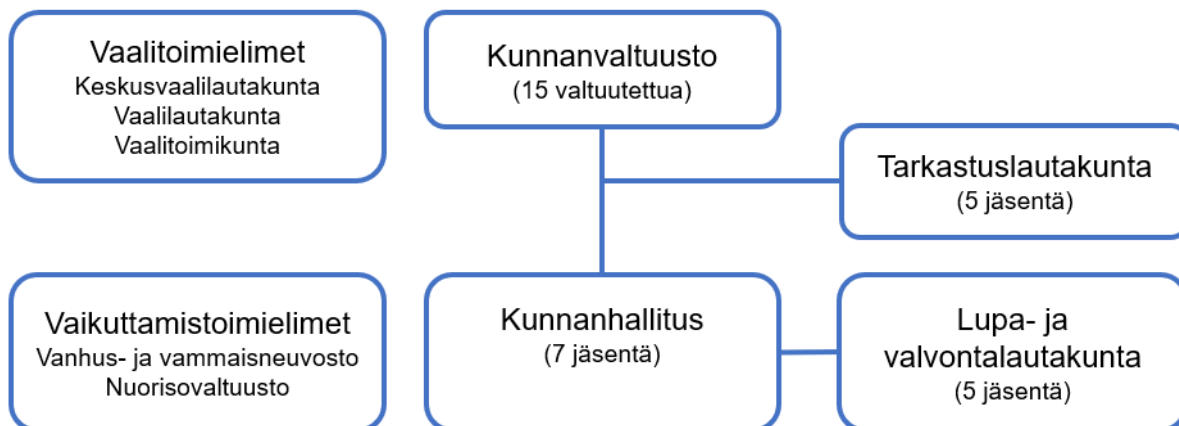 Vaalitoimielimet
Keskusvaalilautakunta
Vaalilautakunta
Vaalitoimikunta
Kunnanvaltuusto
(15 valtuutettua)
Tarkastuslautakunta
(5 jäsentä)
Vaikuttamistoimielimet
Vanhus- ja vammaisneuvosto
Nuorisovaltuusto
Kunnanhallitus
(7 jäsentä)
Lupa- ja
valvontalautakunta
(5 jäsentä)